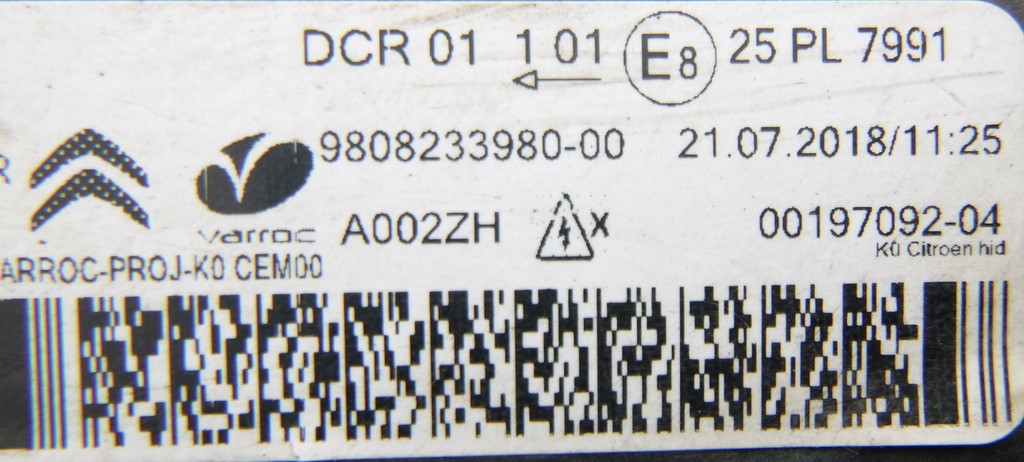 DCR 01 1 01 E8 25 PL 7991
9808233980-00 21.07.2018/11:25
R
varroc A002ZH X 00197092-04
K0 Citroen hid
ARROC-PROJ-K0 CEM00